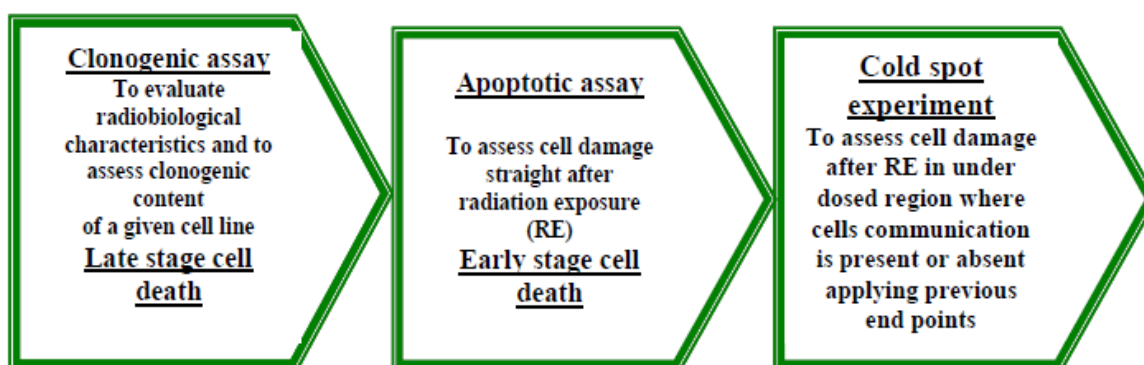 Clonogenic assay
To evaluate
radiobiological
characteristics and to
assess clonogenic
content
of a given cell line
Late stage cell
death
Apoptotic assay
To assess cell damage
straight after
radiation exposure
(RE)
Early stage cell
death
Cold spot
experiment
To assess cell damage
after RE in under
dosed region where
cells communication
is present or absent
applying previous
end points